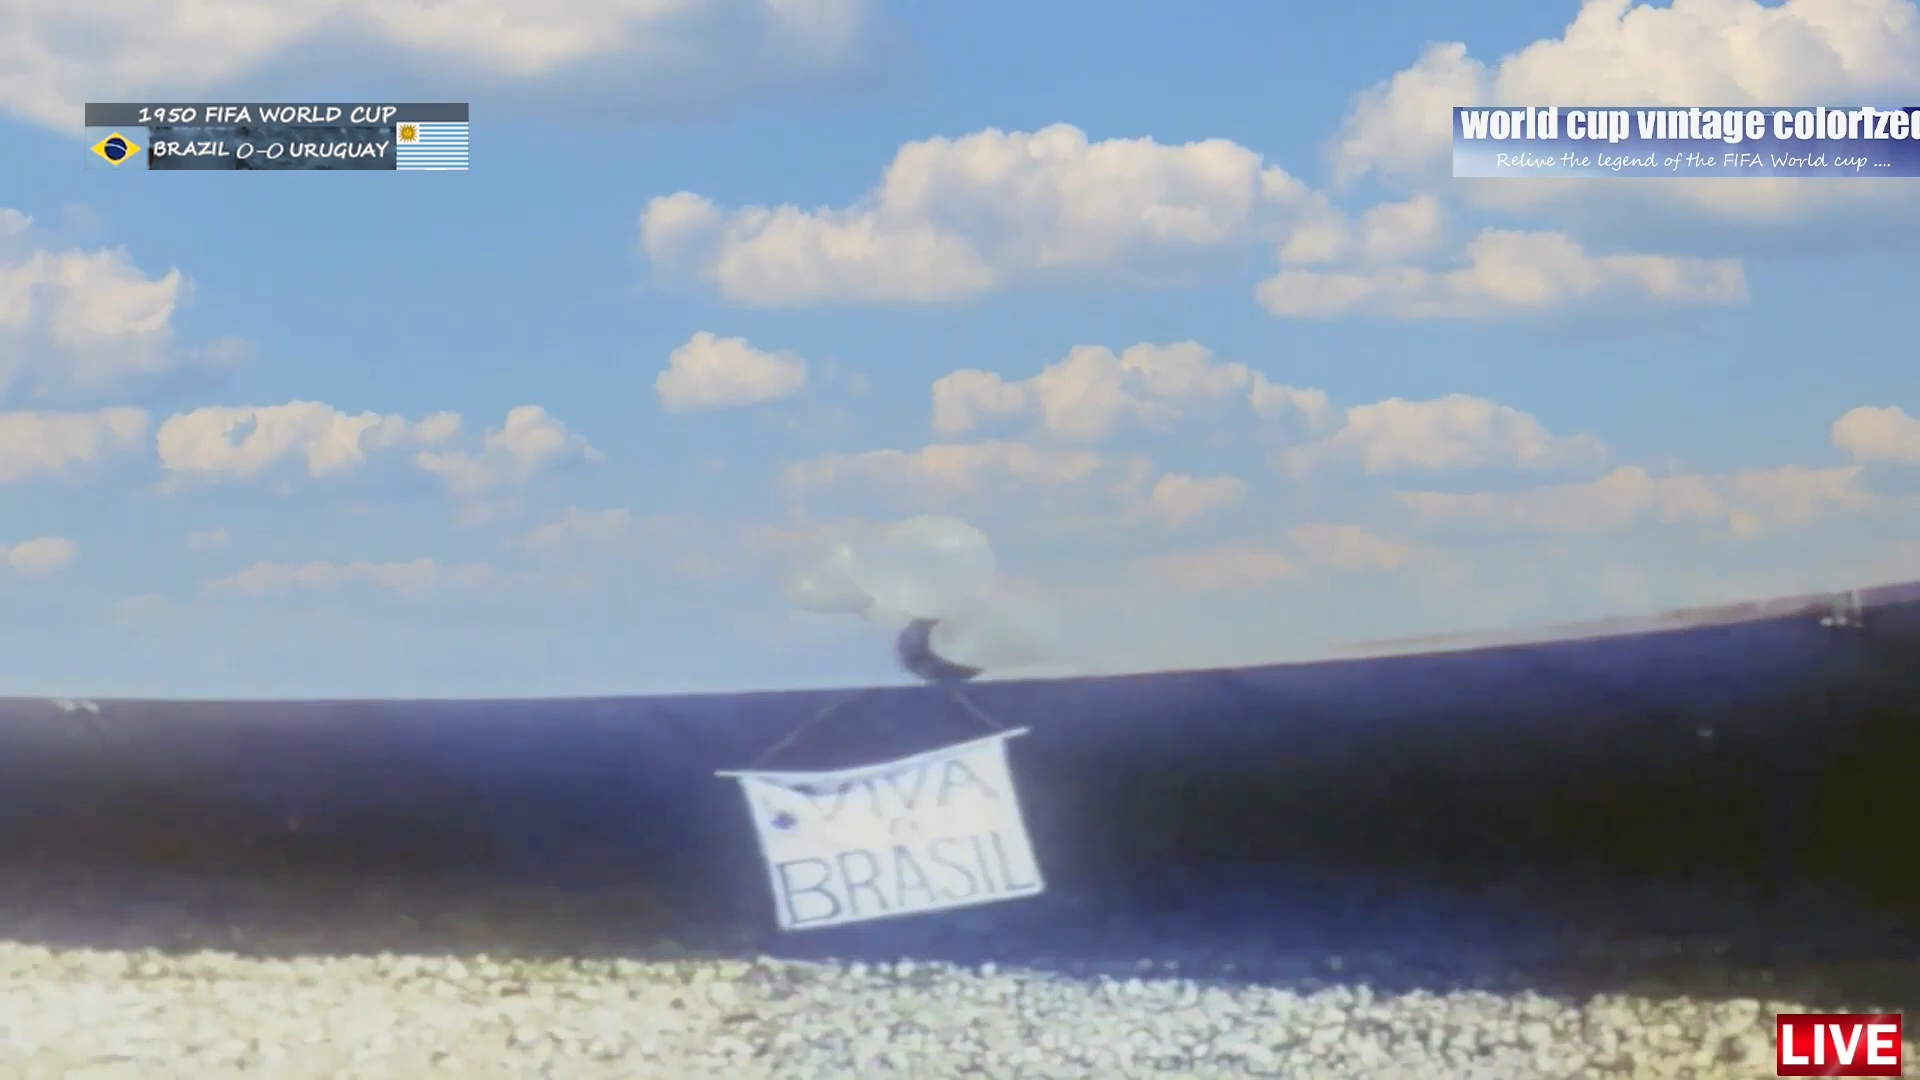 1950 FIFA WORLD CUP
BRAZIL 0-0 URUGUAY
world cup vintage colorized
Relive the legend of the FIFA World cup ....
VIVA
O
BRASIL
LIVE